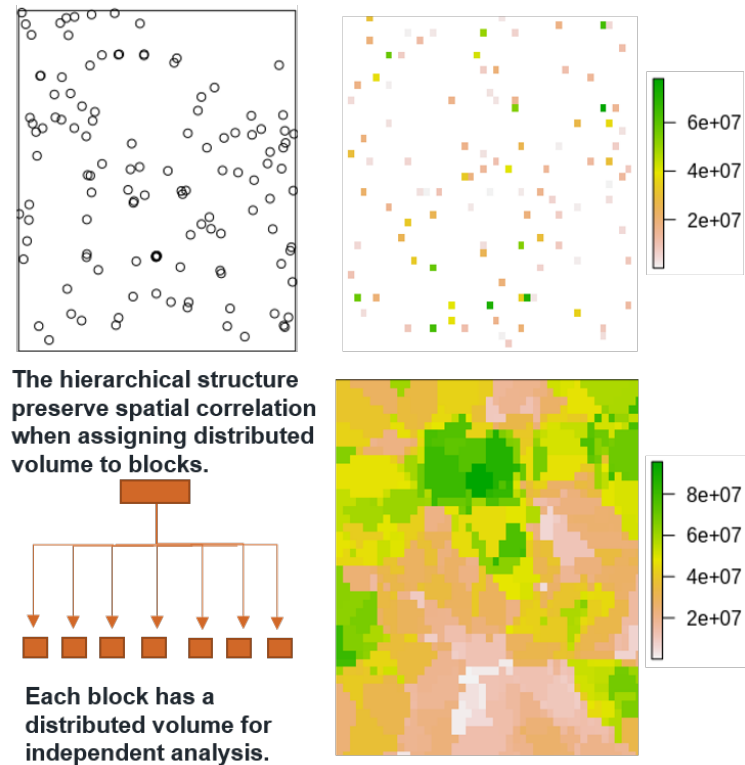 6e+07
4e+07
2e+07
The hierarchical structure
preserve spatial correlation
when assigning distributed
volume to blocks.
8e+07
6e+07
4e+07
2e+07
Each block has a
distributed volume for
independent analysis.